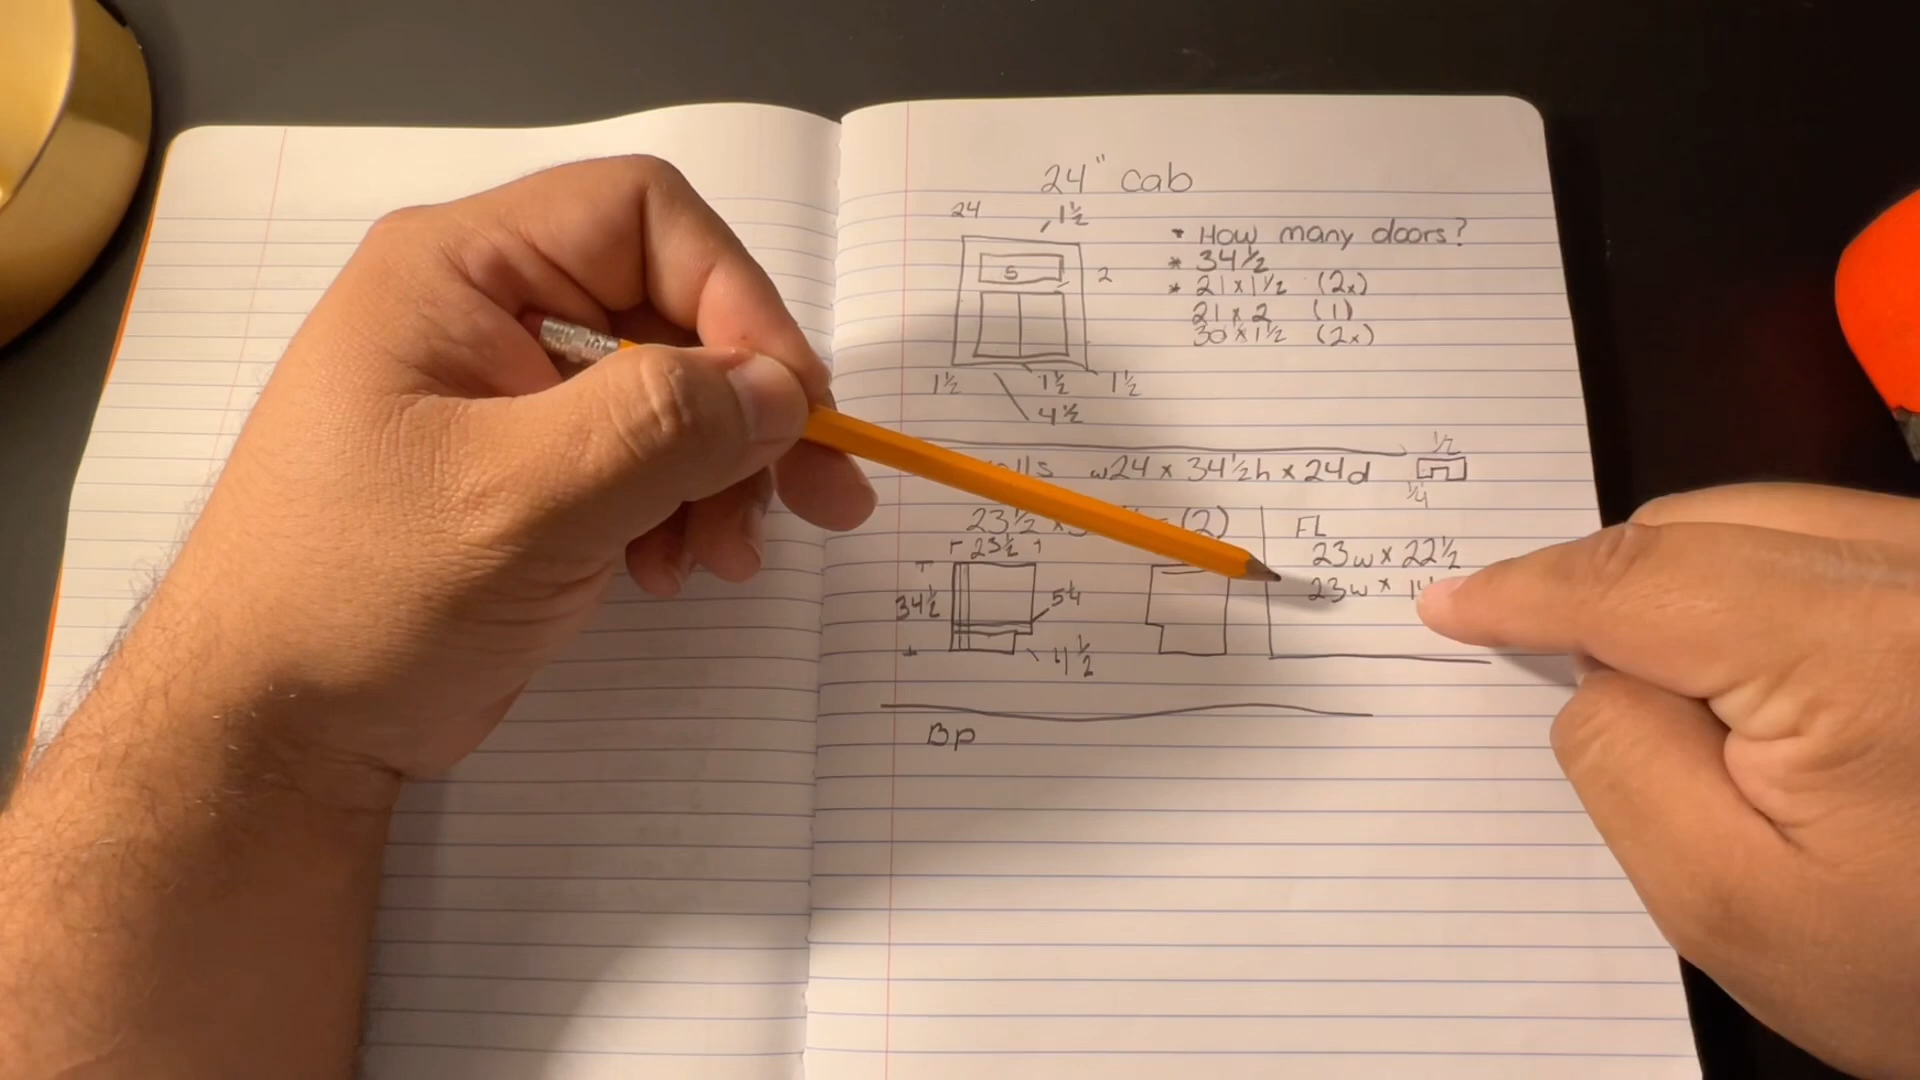 24" cab
24
1½
5
2
1½
1½
1½
4½
* How many doors?
* 34½
* 21 x 1½ (2x)
21 x 2 (1)
30 x 1½ (2x)
w24 x 34½h x 24d
½
¼
23½ x (2)
23½
34½
5¼
4½
FL
23w x 22½
23w x
Bp